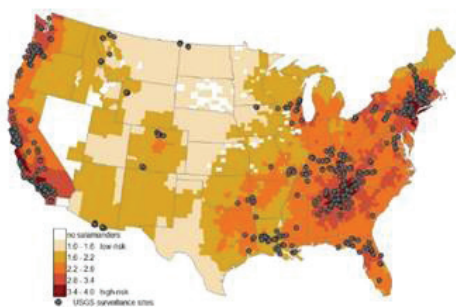 no salamanders
1.0 - 1.6 low risk
1.6 - 2.2
2.2 - 2.8
2.8 - 3.4
3.4 - 4.0 high risk
USGS surveillance sites